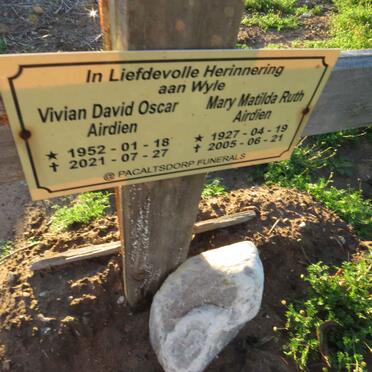 In Liefdevolle Herinnering
aan Wyle
Vivian David Oscar
Airdien
★ 1952 - 01 - 18
✝ 2021 - 07 - 27
Mary Matilda Ruth
Airdien
★ 1927 - 04 - 19
✝ 2005 - 06 - 21
@ PACALTSDORP FUNERALS